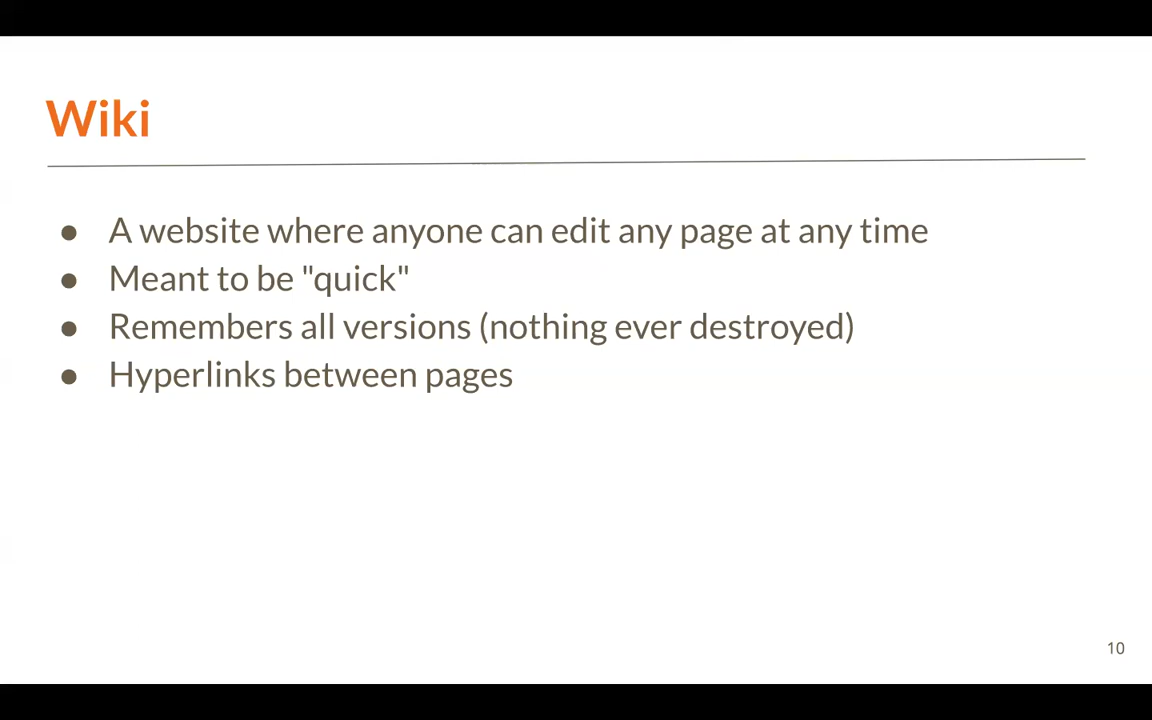 Wiki
● A website where anyone can edit any page at any time
● Meant to be "quick"
● Remembers all versions (nothing ever destroyed)
● Hyperlinks between pages
10